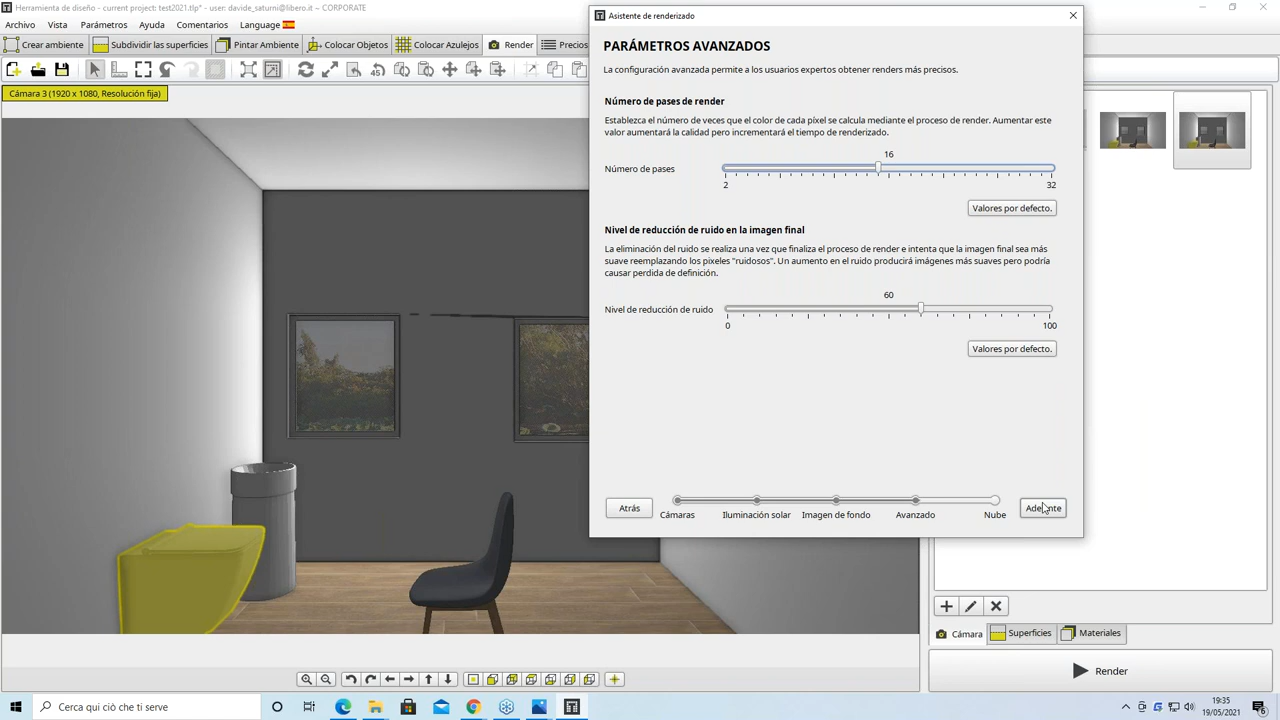 Herramienta de diseño - current project: test2021.tlp* - user: davide_saturni@libero.it – CORPORATE
Archivo Vista Parámetros Ayuda Comentarios Language
Crear ambiente Subdividir las superficies Pintar Ambiente Colocar Objetos Colocar Azulejos Render Precios
Cámara 3 (1920 x 1080, Resolución fija)
Asistente de renderizado
PARÁMETROS AVANZADOS
La configuración avanzada permite a los usuarios expertos obtener renders más precisos.
Número de pases de render
Establezca el número de veces que el color de cada píxel se calcula mediante el proceso de render. Aumentar este
valor aumentará la calidad pero incrementará el tiempo de renderizado.
16
Número de pases
2 32
Valores por defecto.
Nivel de reducción de ruido en la imagen final
La eliminación del ruido se realiza una vez que finaliza el proceso de render e intenta que la imagen final sea más
suave reemplazando los pixeles "ruidosos". Un aumento en el ruido producirá imágenes más suaves pero podría
causar perdida de definición.
60
Nivel de reducción de ruido
0 100
Valores por defecto.
Atrás
Cámaras Iluminación solar Imagen de fondo Avanzado Nube
Cámara Superficies Materiales
Render
Cerca qui ciò che ti serve
19:35
19/05/2021
6